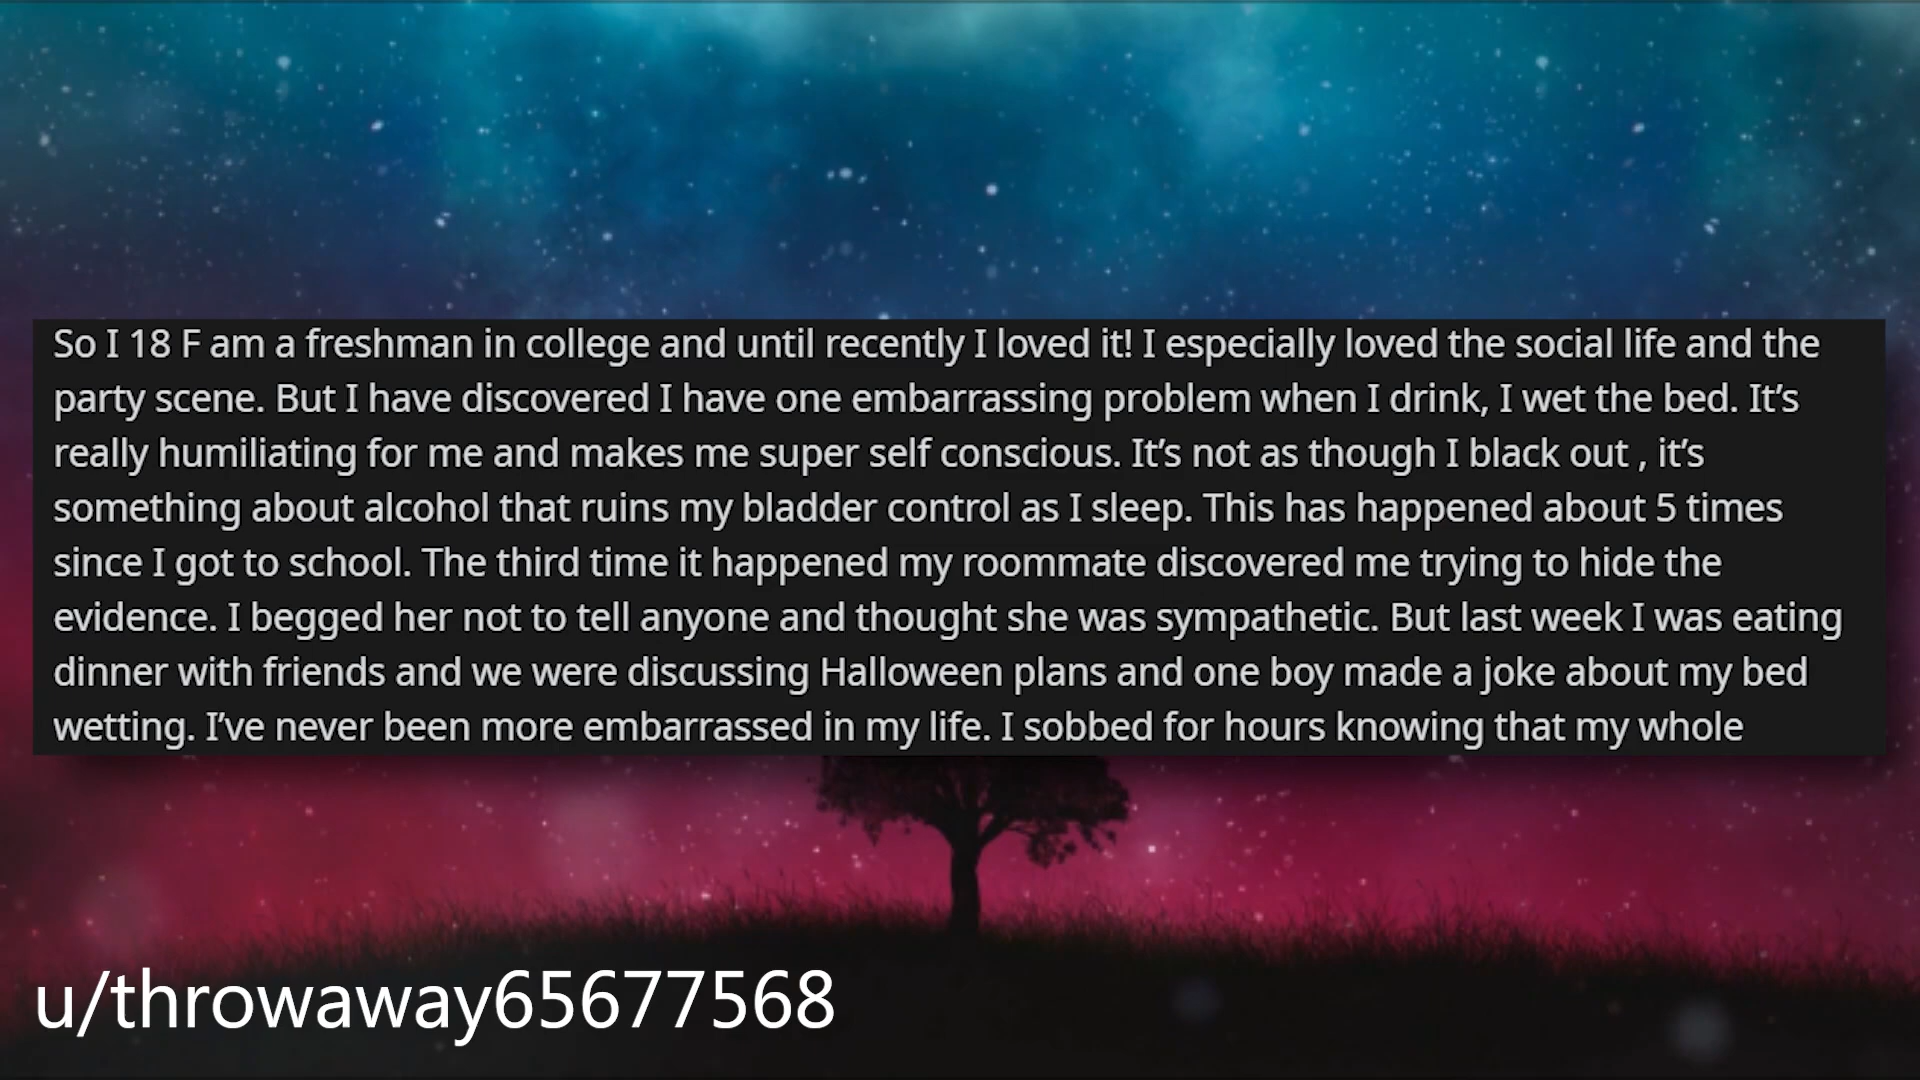 So I 18 F am a freshman in college and until recently I loved it! I especially loved the social life and the
party scene. But I have discovered I have one embarrassing problem when I drink, I wet the bed. It’s
really humiliating for me and makes me super self conscious. It’s not as though I black out , it’s
something about alcohol that ruins my bladder control as I sleep. This has happened about 5 times
since I got to school. The third time it happened my roommate discovered me trying to hide the
evidence. I begged her not to tell anyone and thought she was sympathetic. But last week I was eating
dinner with friends and we were discussing Halloween plans and one boy made a joke about my bed
wetting. I’ve never been more embarrassed in my life. I sobbed for hours knowing that my whole
u/throwaway65677568